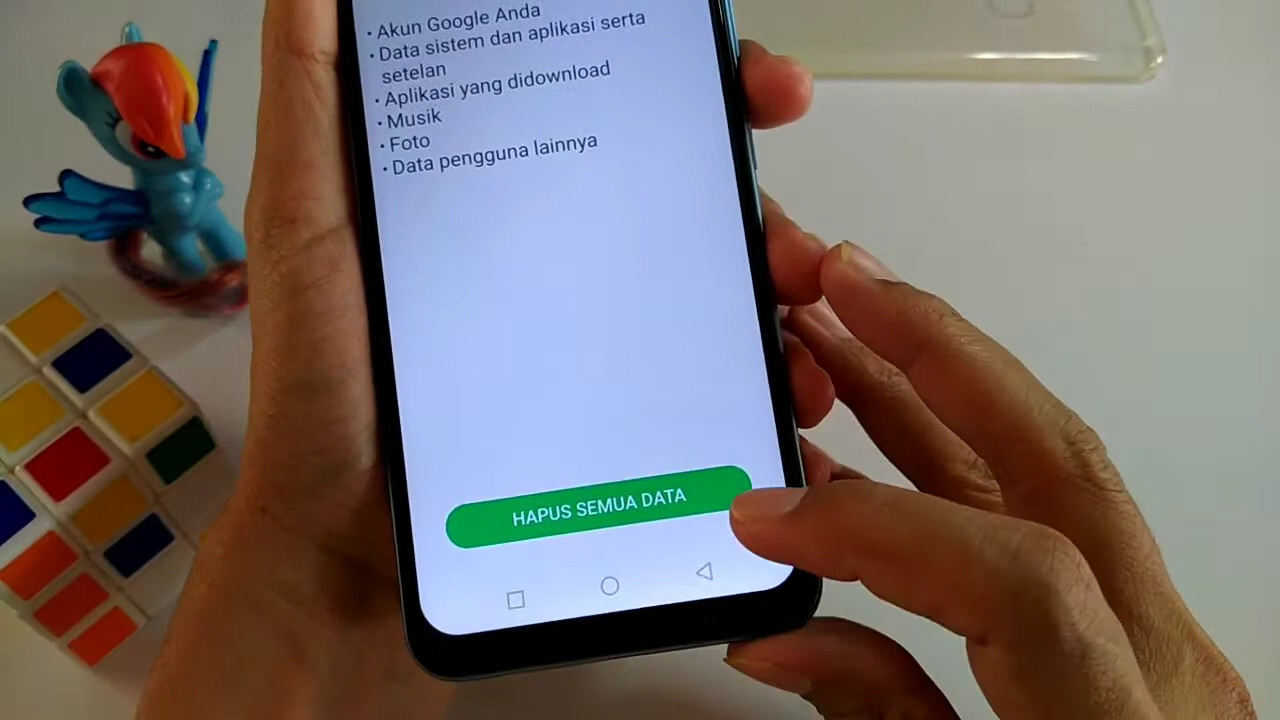 • Akun Google Anda
• Data sistem dan aplikasi serta
setelan
• Aplikasi yang didownload
• Musik
• Foto
• Data pengguna lainnya
HAPUS SEMUA DATA